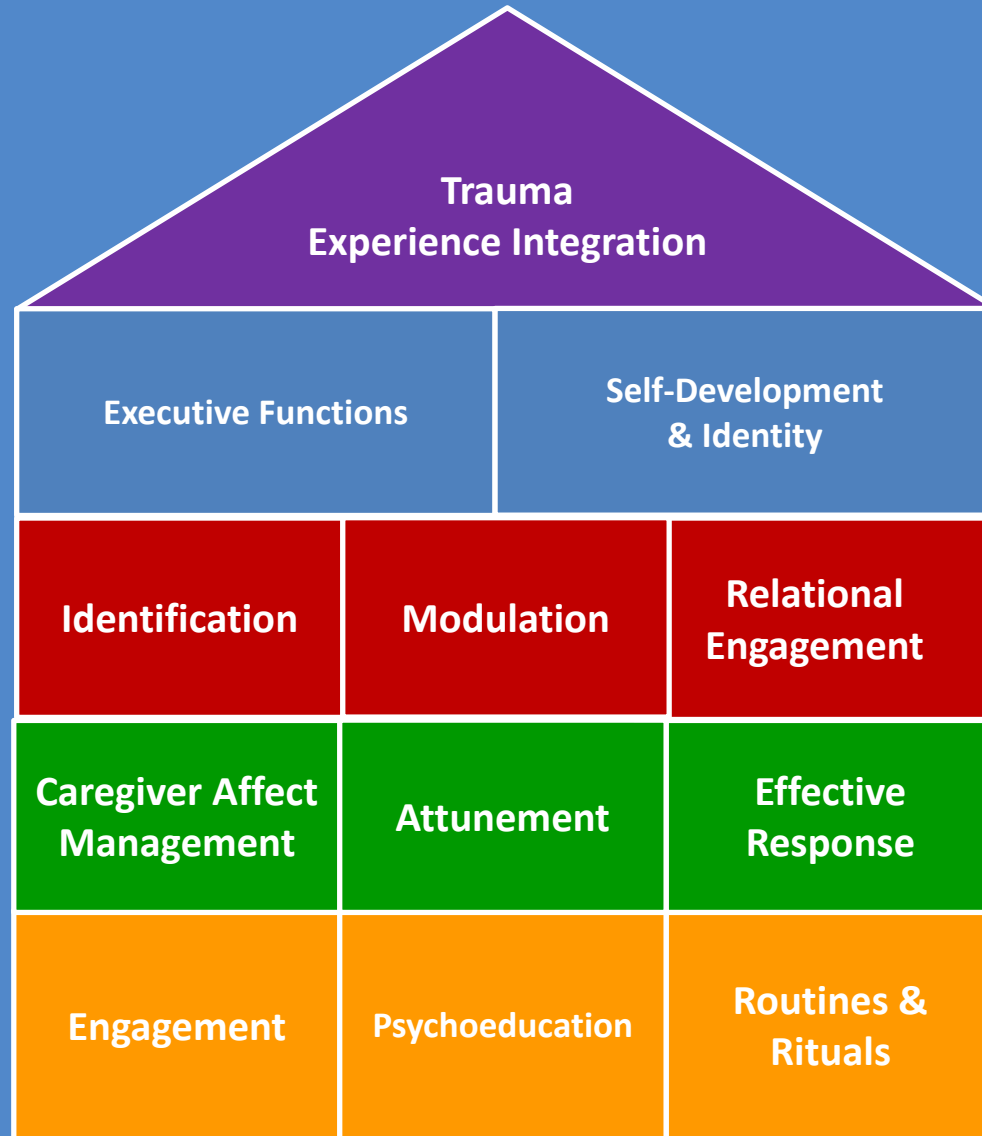 Trauma
Experience Integration
Executive Functions
Self-Development
& Identity
Identification
Modulation
Relational
Engagement
Caregiver Affect
Management
Attunement
Effective
Response
Engagement
Psychoeducation
Routines &
Rituals